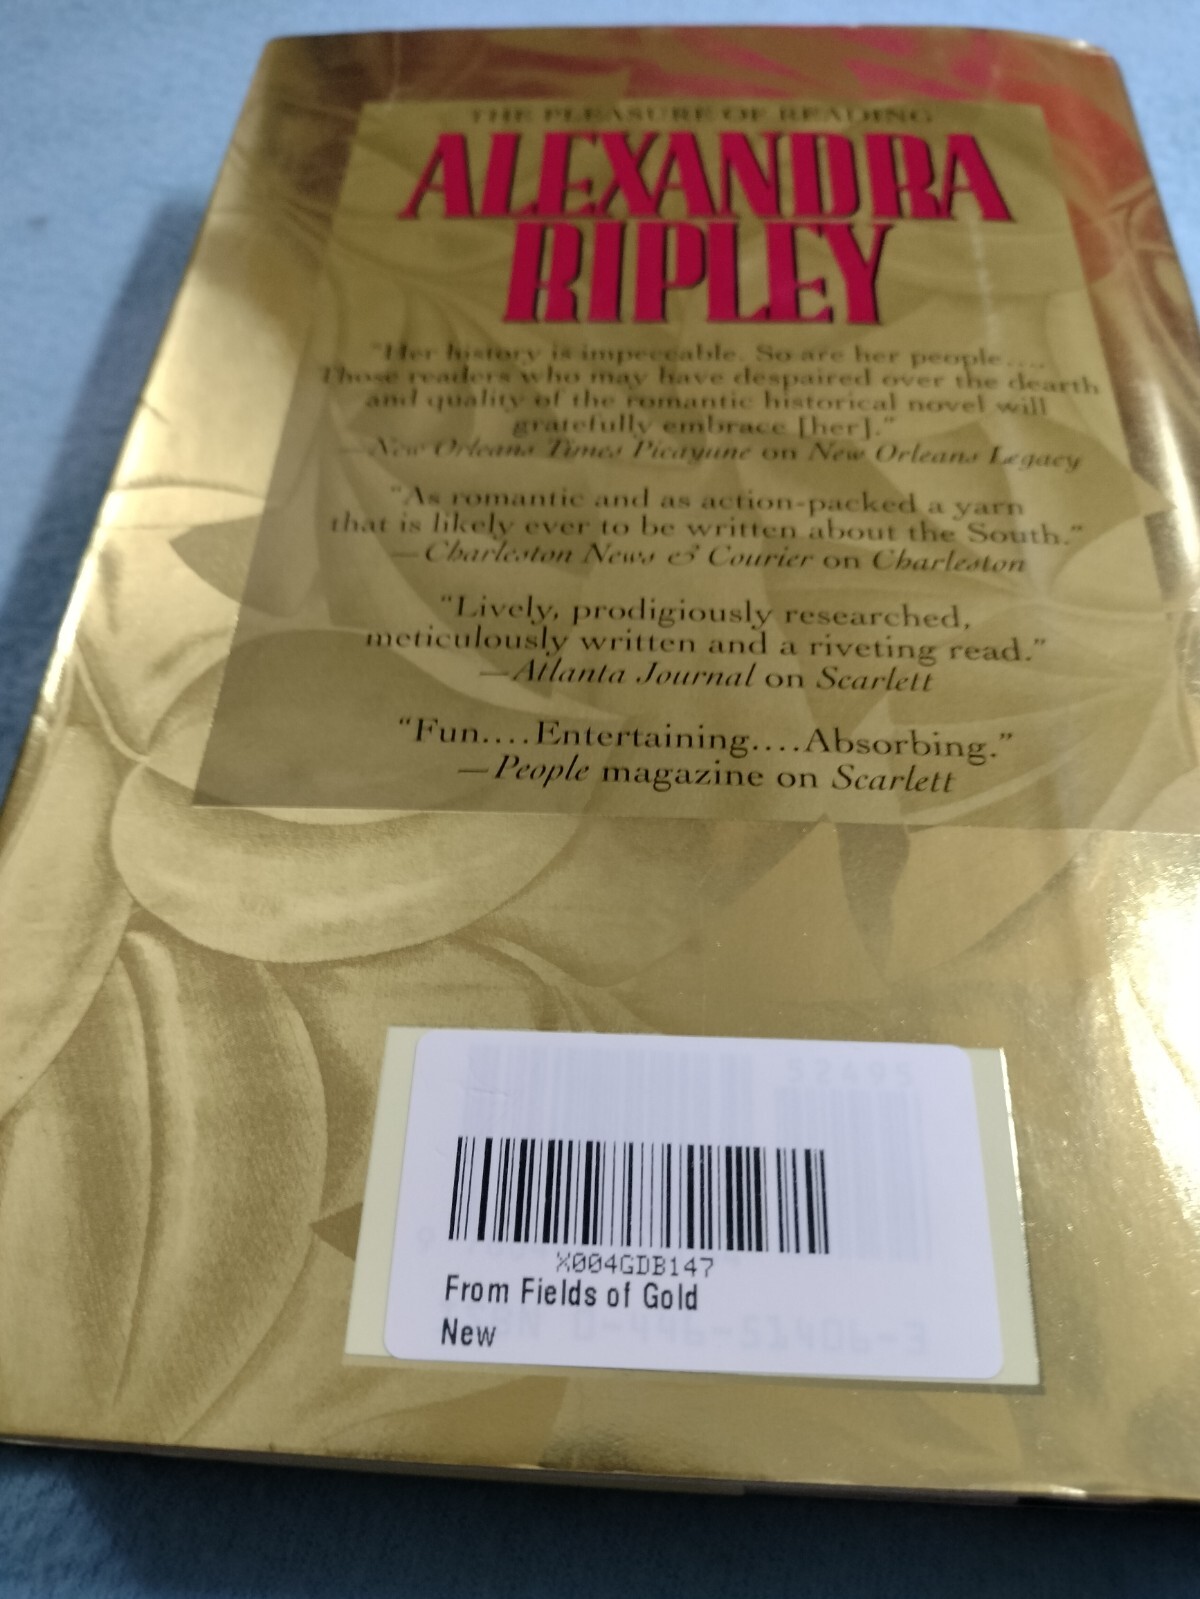 THE PLEASURE OF READING
ALEXANDRA
RIPLEY
"Her history is impeccable. So are her people....
Those readers who may have despaired over the dearth
and quality of the romantic historical novel will
gratefully embrace [her]."
—New Orleans Times Picayune on New Orleans Legacy
"As romantic and as action-packed a yarn
that is likely ever to be written about the South."
—Charleston News & Courier on Charleston
"Lively, prodigiously researched,
meticulously written and a riveting read."
—Atlanta Journal on Scarlett
"Fun....Entertaining....Absorbing."
—People magazine on Scarlett
52495
X004GDB147
From Fields of Gold
New